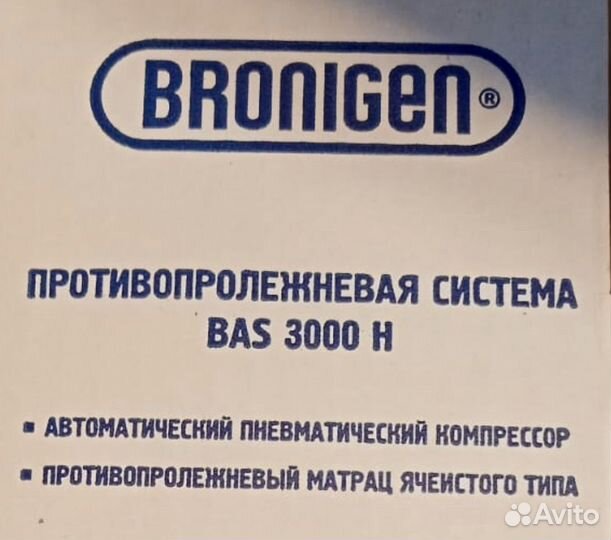 BRONIGEN®
ПРОТИВОПРОЛЕЖНЕВАЯ СИСТЕМА
BAS 3000 H
▪ АВТОМАТИЧЕСКИЙ ПНЕВМАТИЧЕСКИЙ КОМПРЕССОР
▪ ПРОТИВОПРОЛЕЖНЕВЫЙ МАТРАЦ ЯЧЕИСТОГО ТИПА
Avito